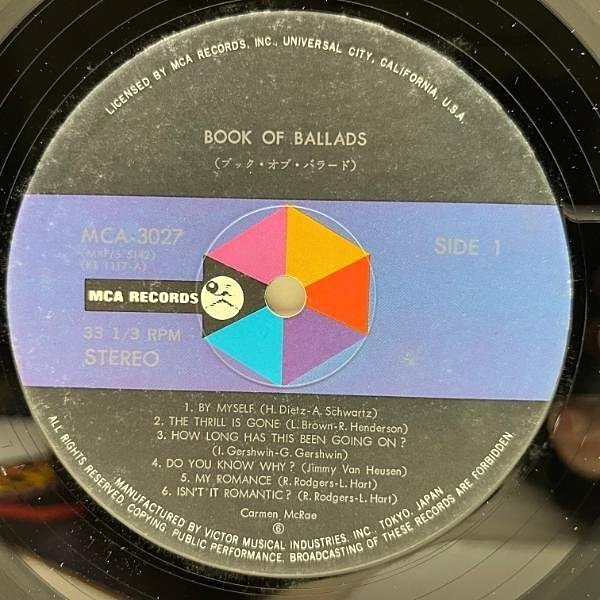 LICENSED BY MCA RECORDS, INC., UNIVERSAL CITY, CALIFORNIA, U.S.A.
BOOK OF BALLADS
(ブック・オブ・バラード)
MCA-3027
SIDE 1
MCA RECORDS
33 1/3 RPM
STEREO
1. BY MYSELF (H. Dietz-A. Schwartz)
2. THE THRILL IS GONE (L. Brown-R. Henderson)
3. HOW LONG HAS THIS BEEN GOING ON?
(I. Gershwin-G. Gershwin)
4. DO YOU KNOW WHY? (Jimmy Van Heusen)
5. MY ROMANCE (R. Rodgers-L. Hart)
6. ISN'T IT ROMANTIC? (R. Rodgers-L. Hart)
Carmen McRae
⑥
MANUFACTURED BY VICTOR MUSICAL INDUSTRIES, INC. TOKYO, JAPAN
ALL RIGHTS RESERVED. COPYING, PUBLIC PERFORMANCE, BROADCASTING OF THESE RECORDS ARE FORBIDDEN.